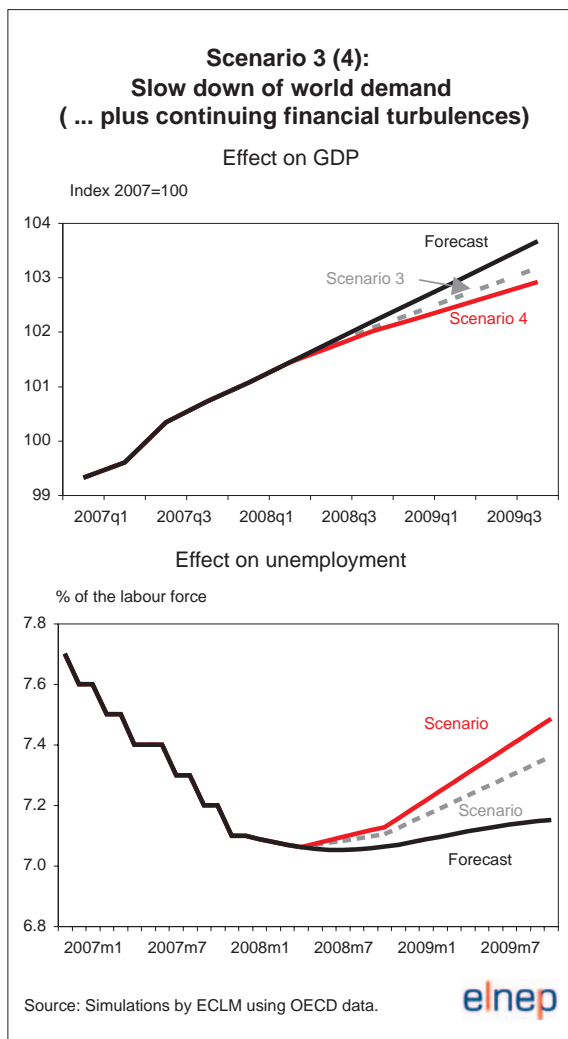 Scenario 3 (4):
Slow down of world demand
( ... plus continuing financial turbulences)
Effect on GDP
Index 2007=100
104
103
102
101
100
99
Forecast
Scenario 3
Scenario 4
2007q1 2007q3 2008q1 2008q3 2009q1 2009q3
Effect on unemployment
% of the labour force
7.8
7.6
7.4
7.2
7.0
6.8
Scenario
Scenario
Forecast
2007m1 2007m7 2008m1 2008m7 2009m1 2009m7
Source: Simulations by ECLM using OECD data.
elnep